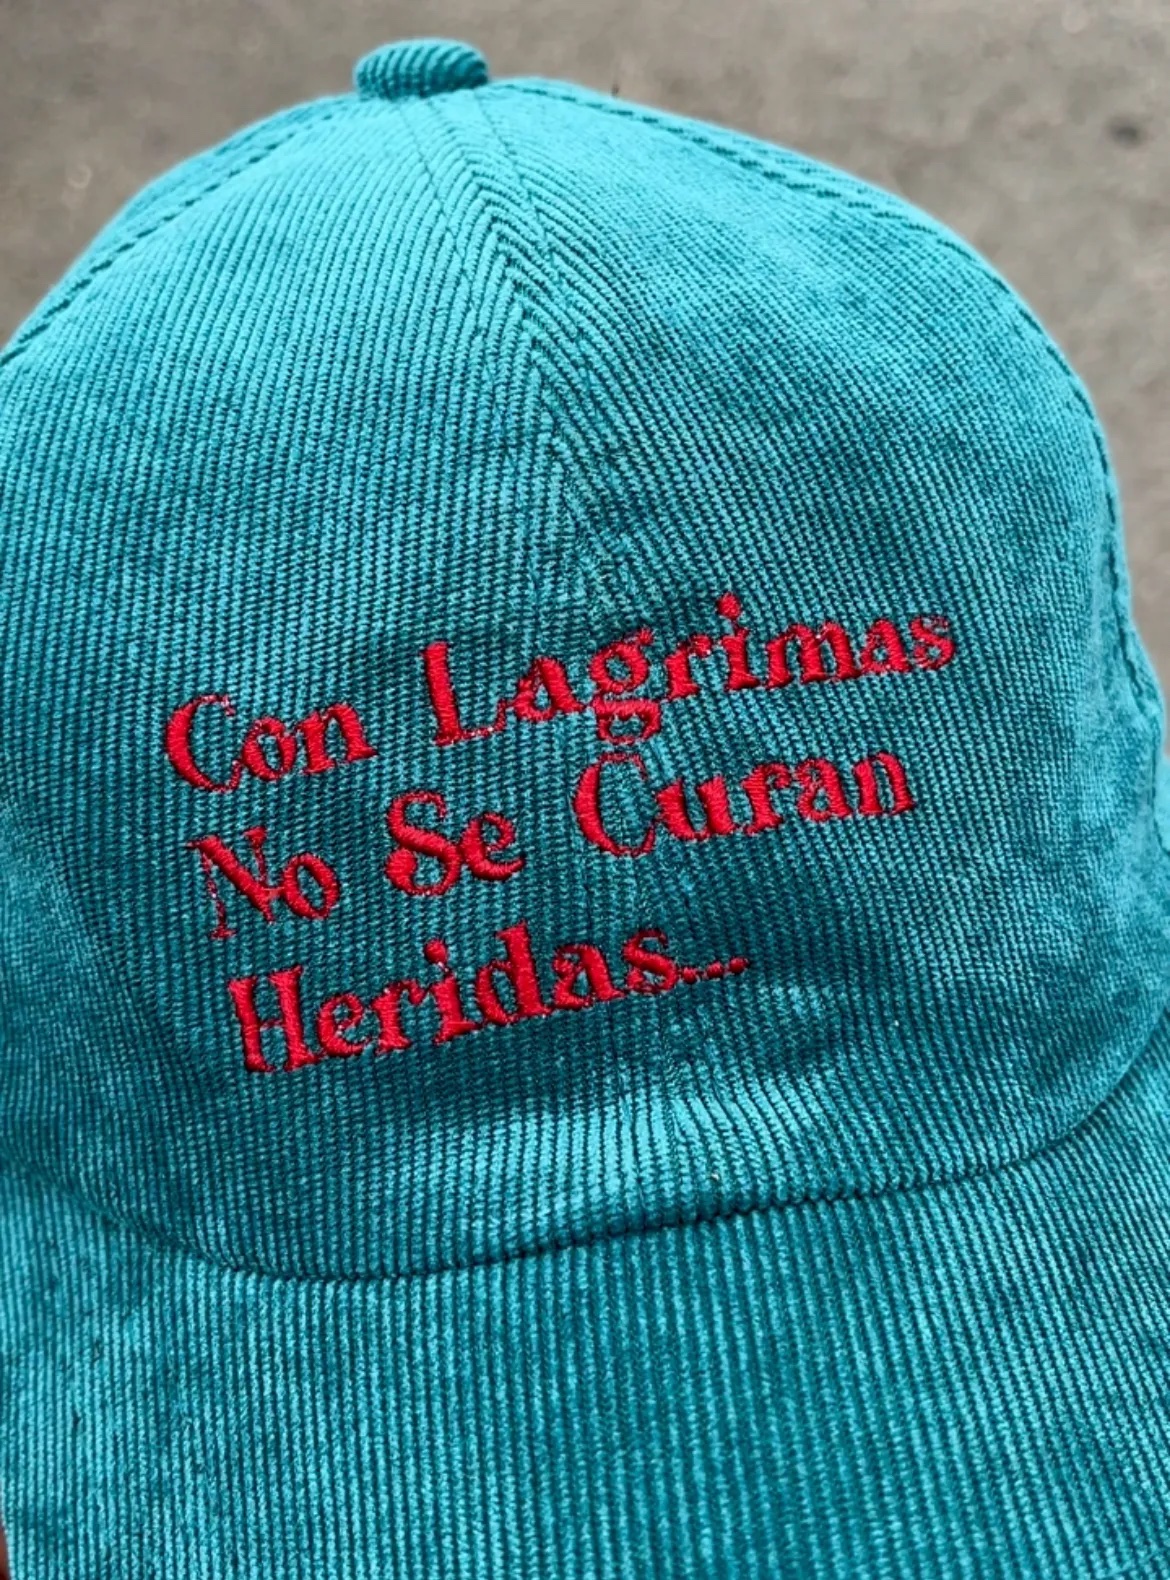 Con Lagrimas
No Se Curan
Heridas...